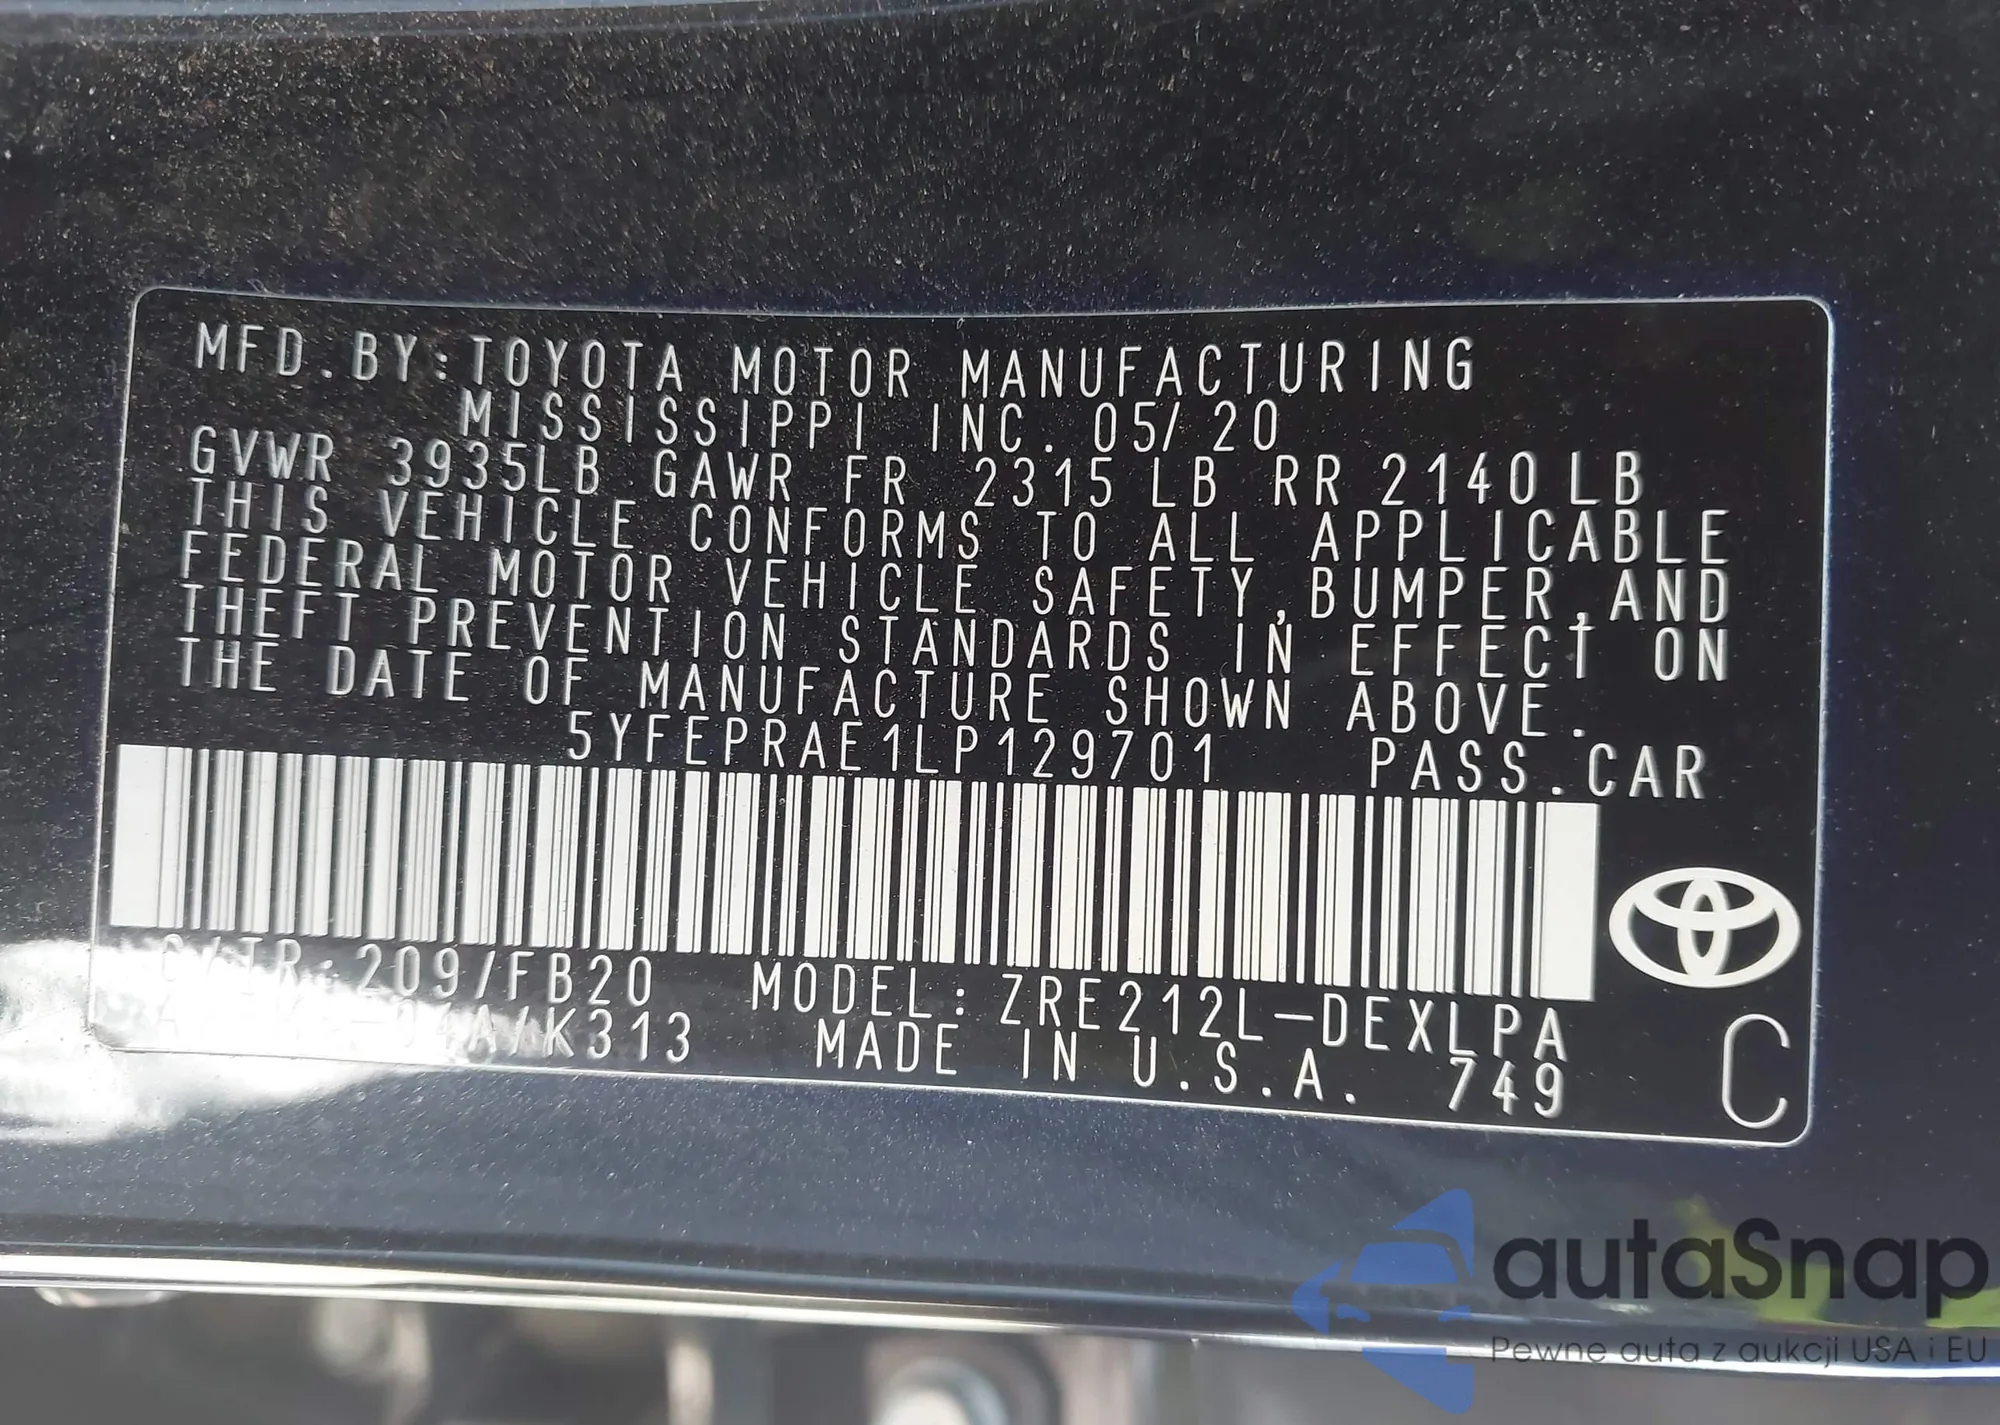 MFD.BY:TOYOTA MOTOR MANUFACTURING
MISSISSIPPI INC. 05/20
GVWR 3935LB GAWR FR 2315LB RR 2140LB
THIS VEHICLE CONFORMS TO ALL APPLICABLE
FEDERAL MOTOR VEHICLE SAFETY,BUMPER,AND
THEFT PREVENTION STANDARDS IN EFFECT ON
THE DATE OF MANUFACTURE SHOWN ABOVE.
5YFEPRAE1LP129701 PASS.CAR
C/TR:209/FB20 MODEL:ZRE212L-DEXLPA
-04A/K313 MADE IN U.S.A. 749
C
autaSnap
Pewne auta z aukcji USA i EU